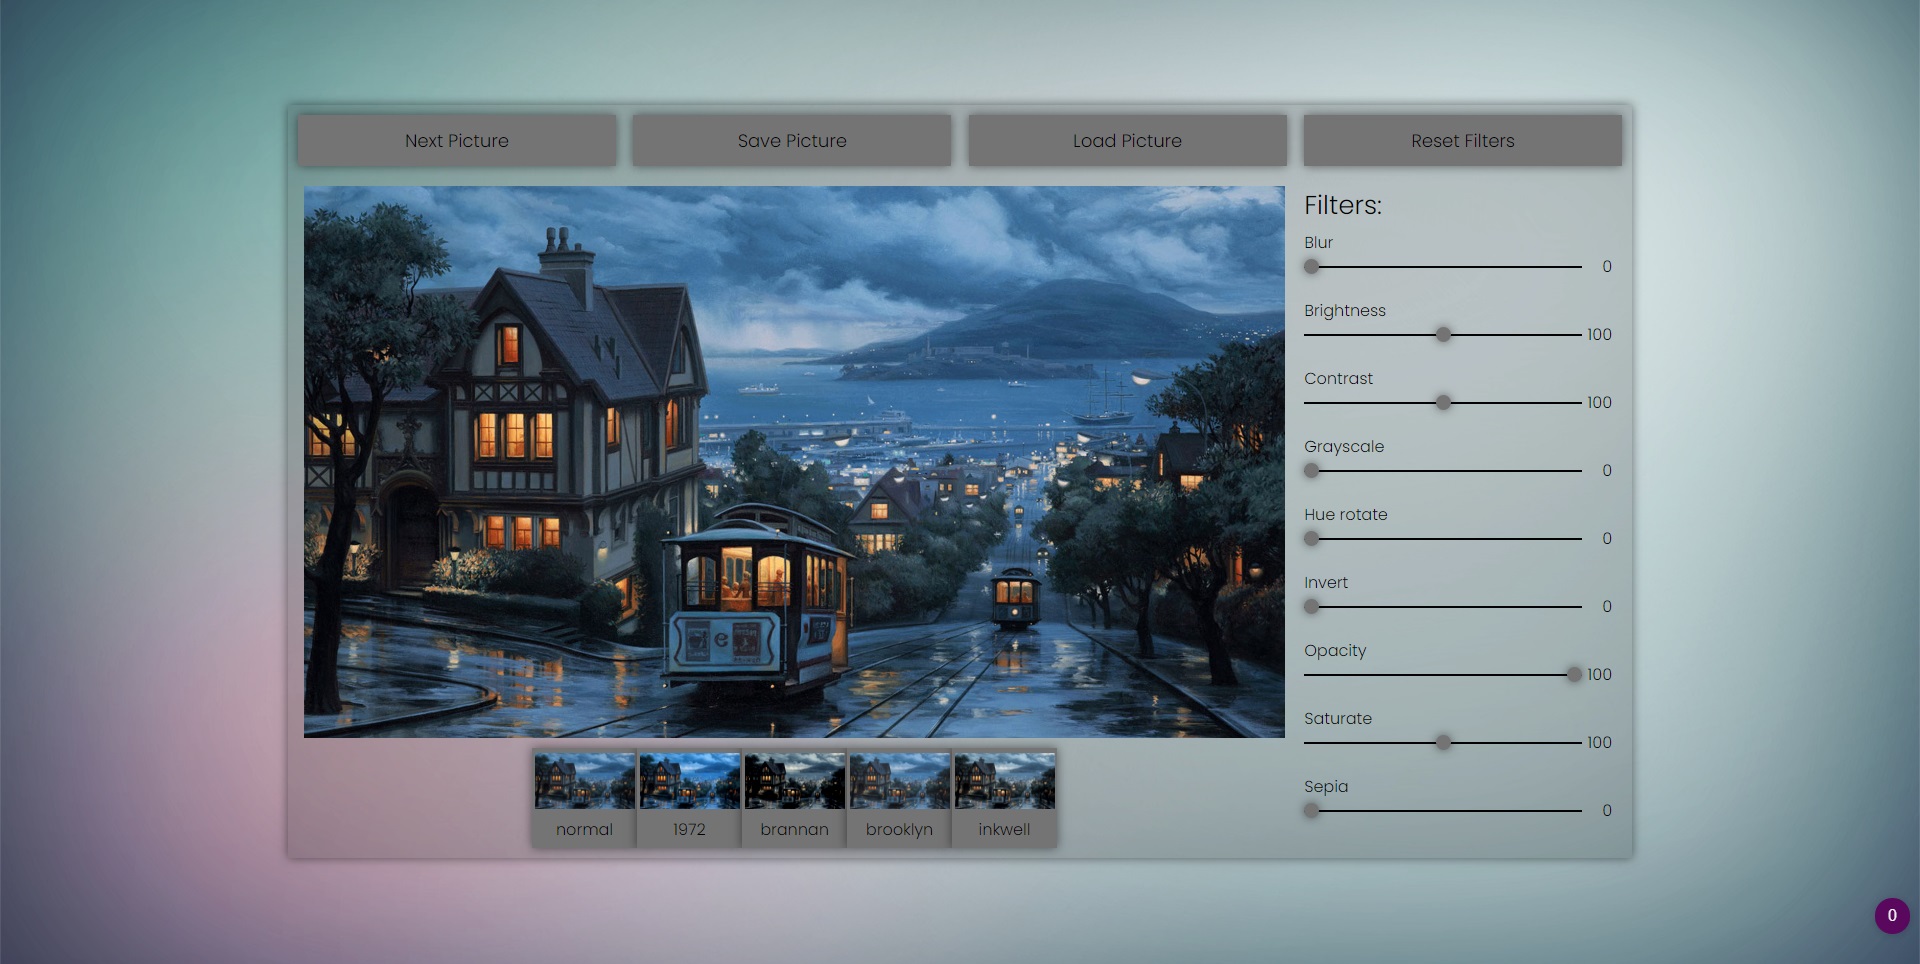 Next Picture
Save Picture
Load Picture
Reset Filters
Filters:
Blur
0
Brightness
100
Contrast
100
Grayscale
0
Hue rotate
0
Invert
0
Opacity
100
Saturate
100
Sepia
0
normal
1972
brannan
brooklyn
inkwell
0